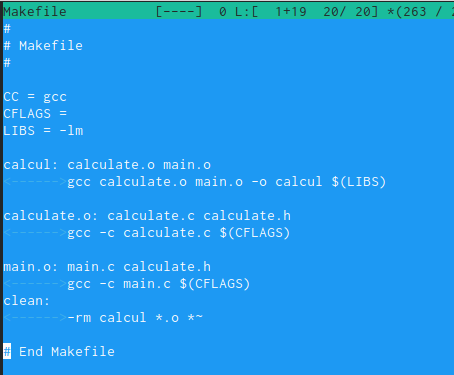 Makefile [----] 0 L:[ 1+19 20/ 20] *(263 /
#
# Makefile
#
CC = gcc
CFLAGS =
LIBS = -lm
calcul: calculate.o main.o
<------>gcc calculate.o main.o -o calcul $(LIBS)
calculate.o: calculate.c calculate.h
<------>gcc -c calculate.c $(CFLAGS)
main.o: main.c calculate.h
<------>gcc -c main.c $(CFLAGS)
clean:
<------>-rm calcul *.o *~
# End Makefile